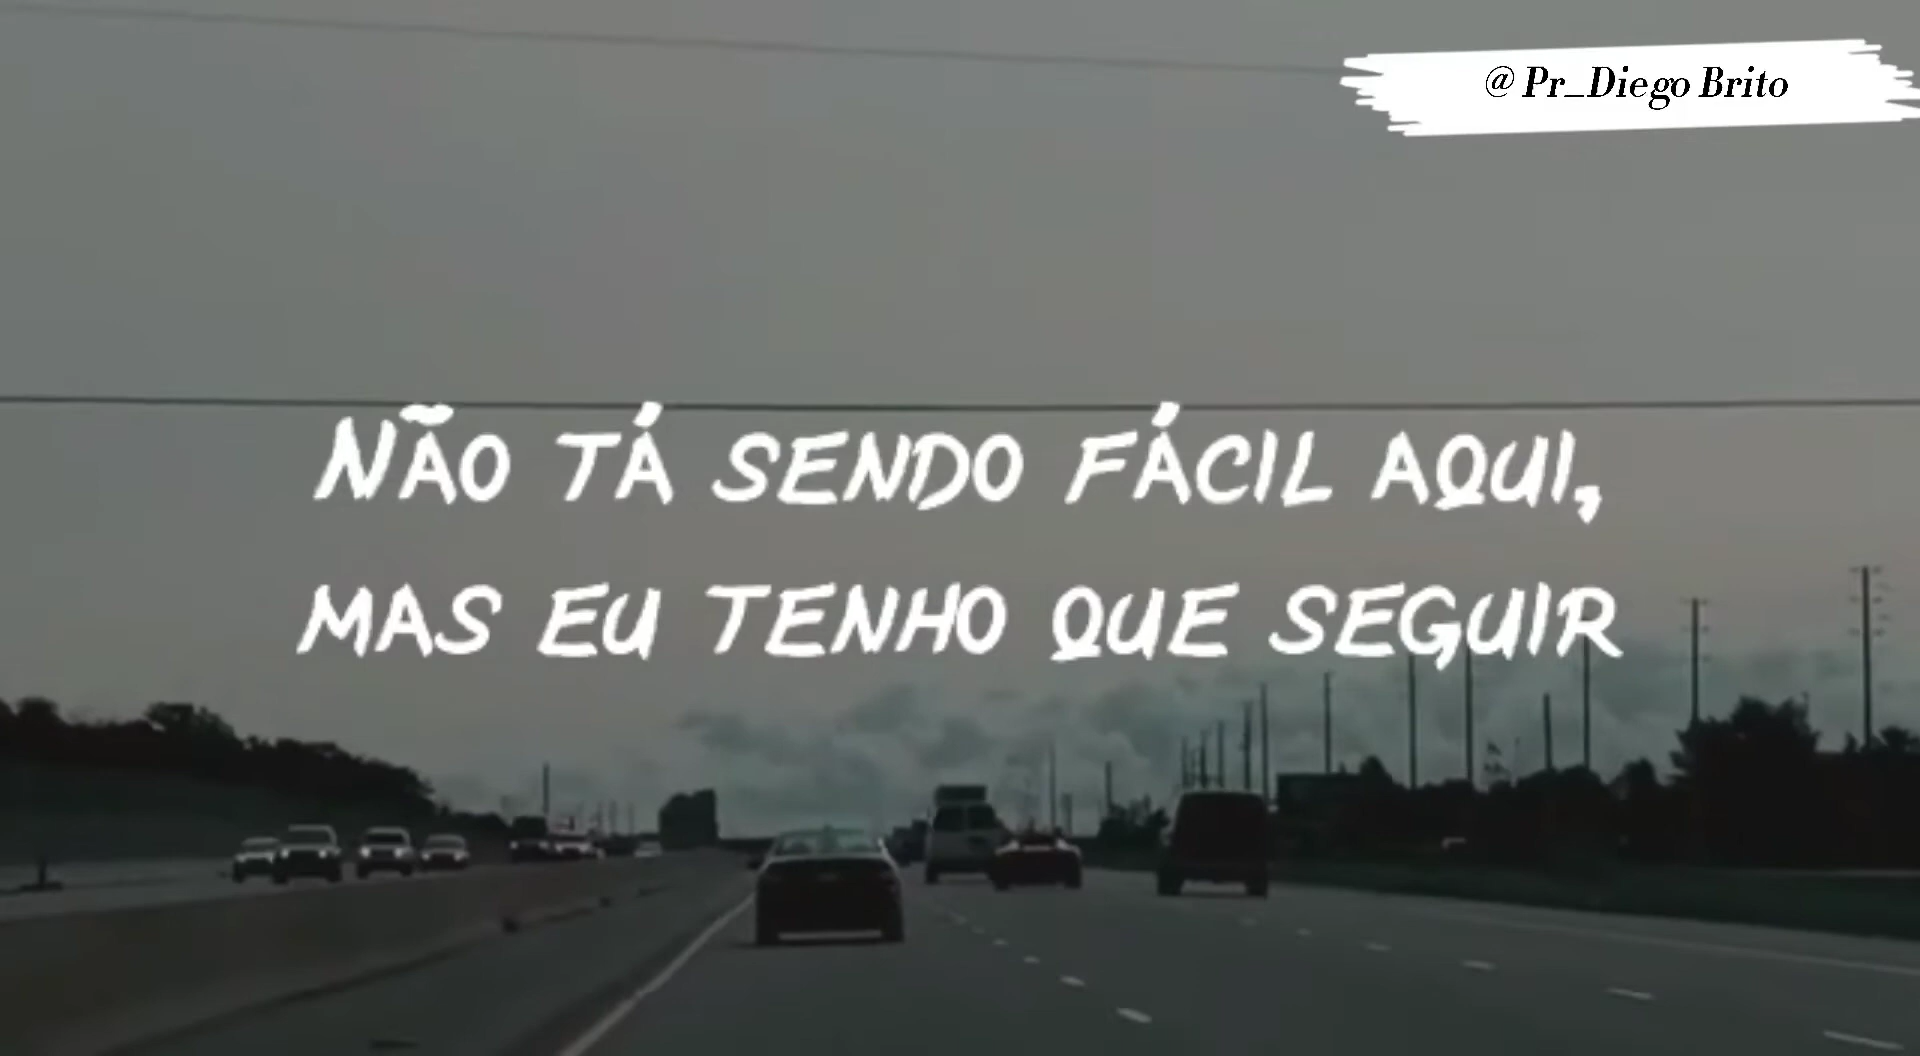 @ Pr_Diego Brito
NÃO TÁ SENDO FÁCIL AQUI,
MAS EU TENHO QUE SEGUIR